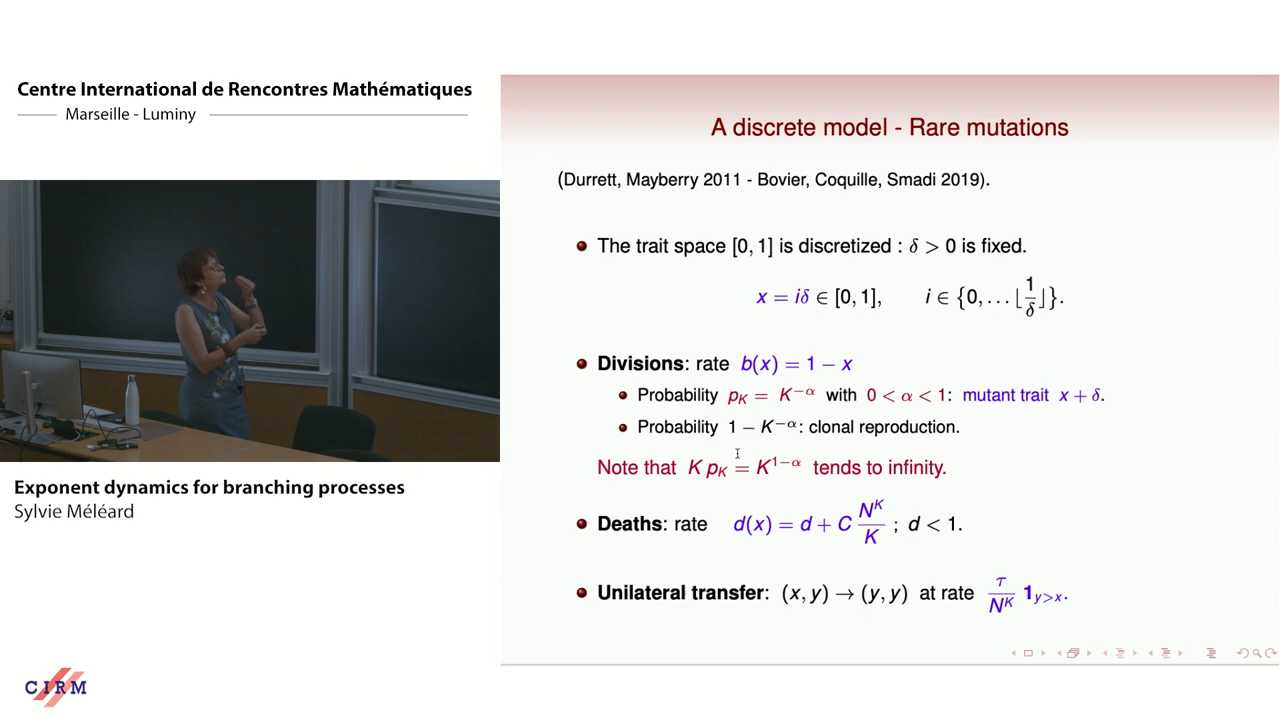 Centre International de Rencontres Mathématiques
Marseille - Luminy
A discrete model - Rare mutations
(Durrett, Mayberry 2011 - Bovier, Coquille, Smadi 2019).
The trait space [0, 1] is discretized : δ > 0 is fixed.
x = iδ ∈ [0, 1], i ∈ {0, … ⌊1/δ⌋}.
Divisions: rate b(x) = 1 − x
Probability p_K = K^{−α} with 0 < α < 1: mutant trait x + δ.
Probability 1 − K^{−α}: clonal reproduction.
Note that K p_K = K^{1−α} tends to infinity.
Deaths: rate d(x) = d + C N^K/K ; d < 1.
Unilateral transfer: (x, y) → (y, y) at rate τ/N^K 1_{y>x}.
Exponent dynamics for branching processes
Sylvie Méléard
CIRM